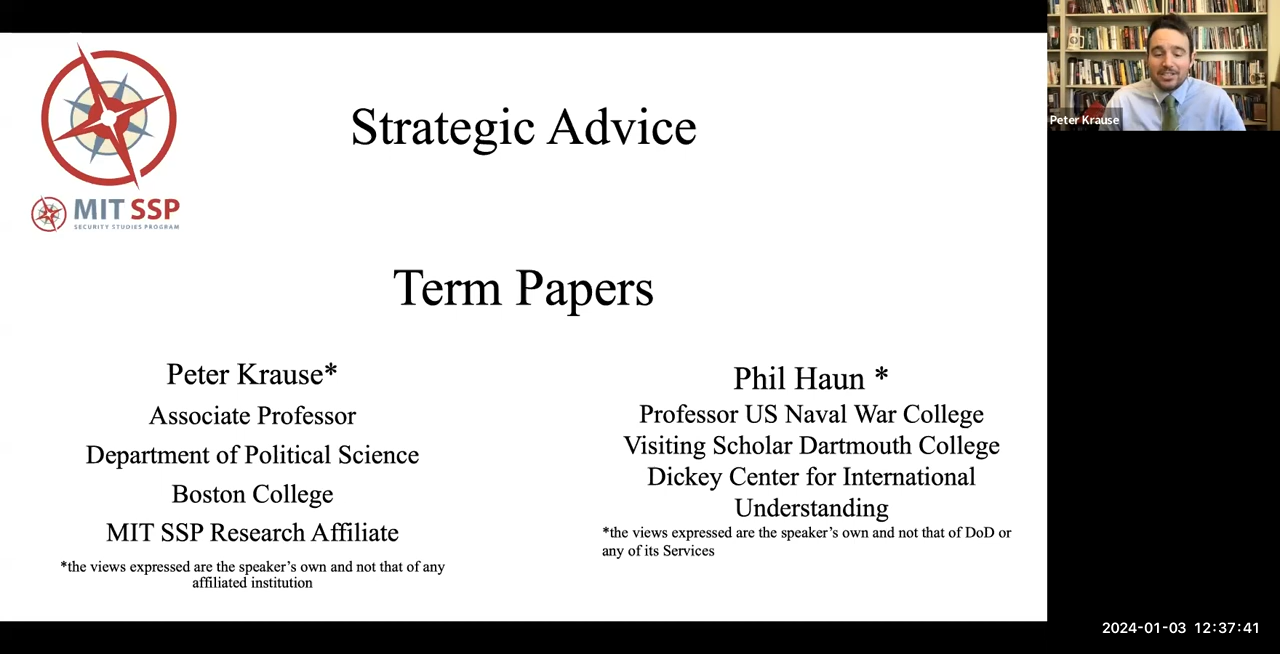 Strategic Advice
MIT SSP
SECURITY STUDIES PROGRAM
Term Papers
Peter Krause*
Associate Professor
Department of Political Science
Boston College
MIT SSP Research Affiliate
*the views expressed are the speaker’s own and not that of any
affiliated institution
Phil Haun *
Professor US Naval War College
Visiting Scholar Dartmouth College
Dickey Center for International
Understanding
*the views expressed are the speaker’s own and not that of DoD or
any of its Services
Peter Krause
2024-01-03 12:37:41